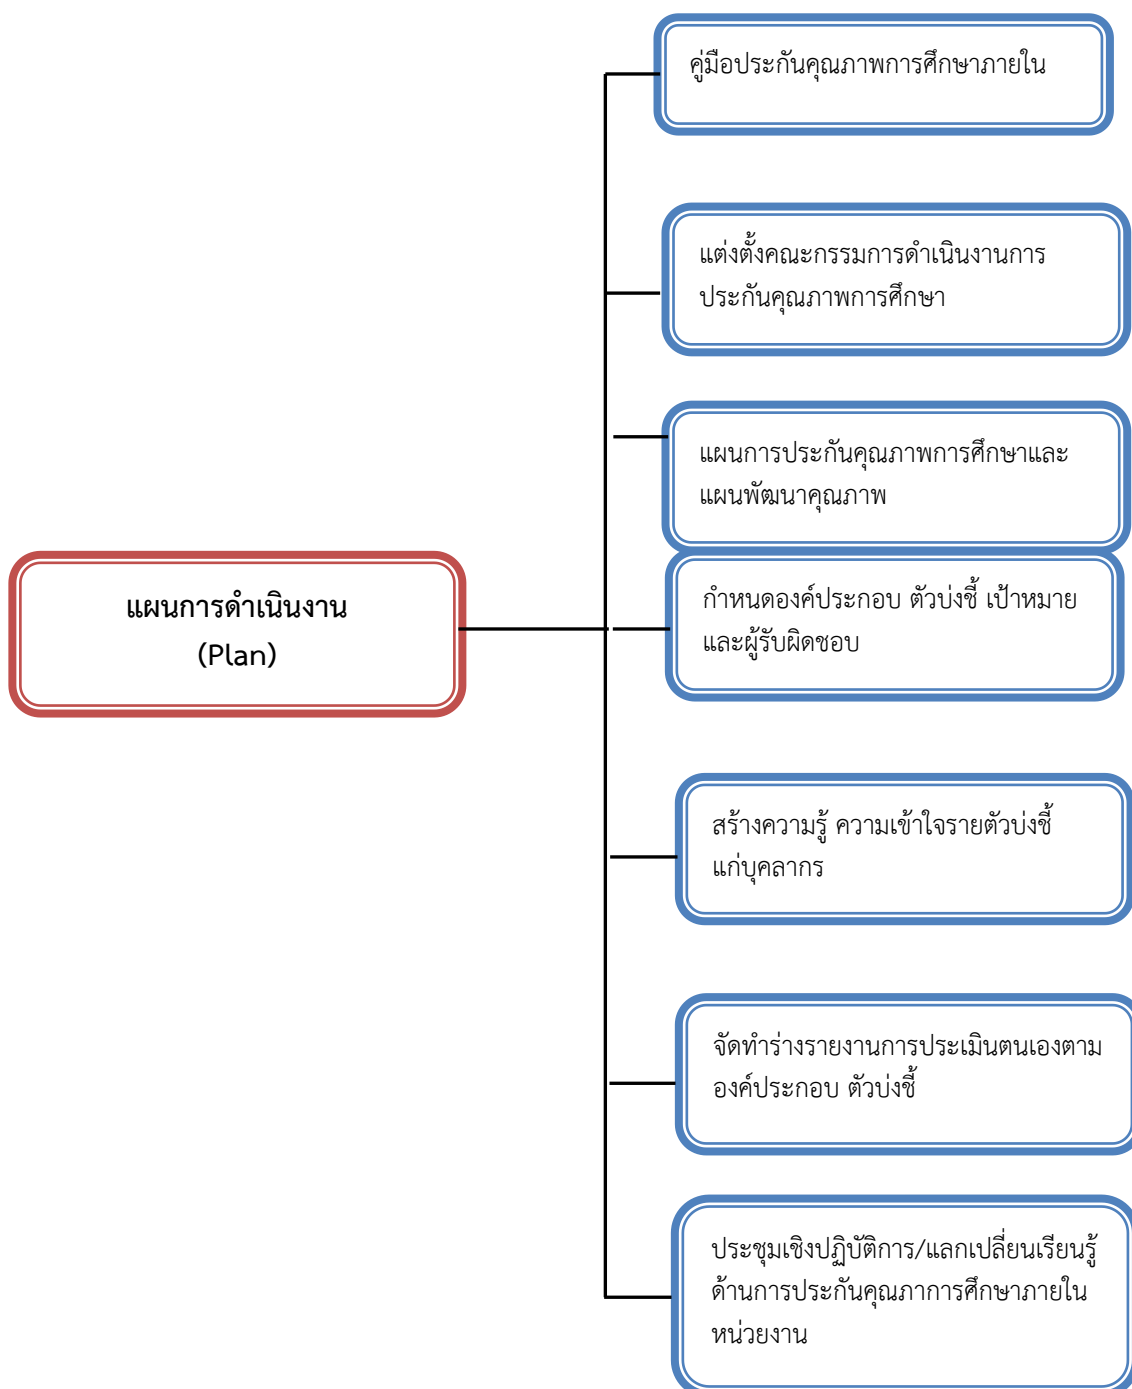 คู่มือประกันคุณภาพการศึกษาภายใน
แต่งตั้งคณะกรรมการดำเนินงานการ
ประกันคุณภาพการศึกษา
แผนการประกันคุณภาพการศึกษาและ
แผนพัฒนาคุณภาพ
แผนการดำเนินงาน
(Plan)
กำหนดองค์ประกอบ ตัวบ่งชี้ เป้าหมาย
และผู้รับผิดชอบ
สร้างความรู้ ความเข้าใจรายตัวบ่งชี้
แก่บุคลากร
จัดทำร่างรายงานการประเมินตนเองตาม
องค์ประกอบ ตัวบ่งชี้
ประชุมเชิงปฏิบัติการ/แลกเปลี่ยนเรียนรู้
ด้านการประกันคุณภาการศึกษาภายใน
หน่วยงาน